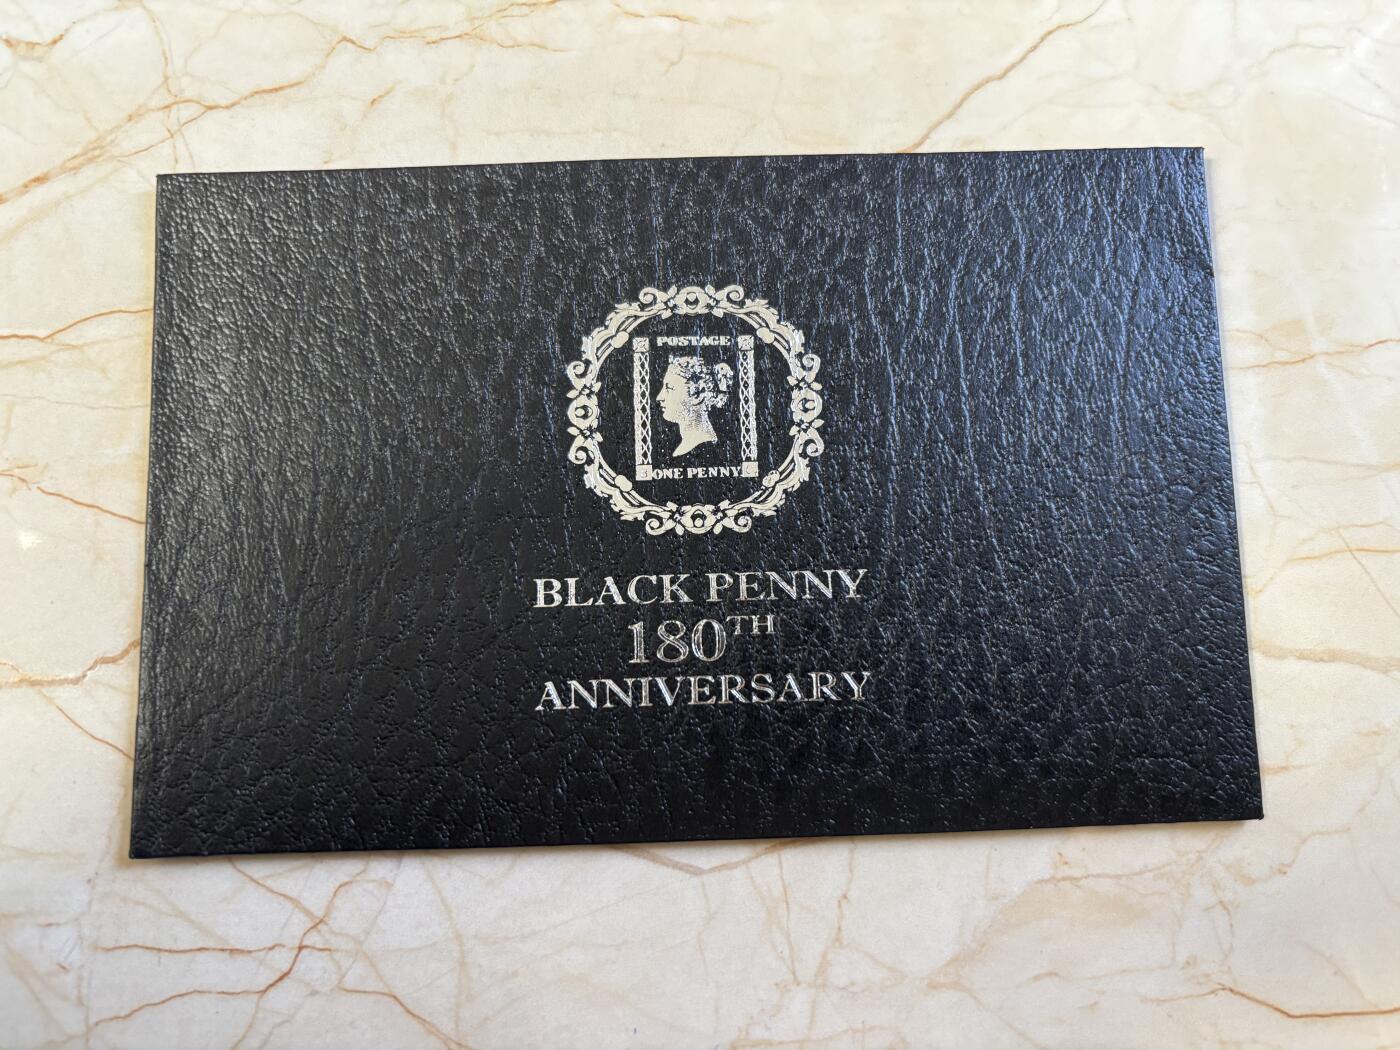 POSTAGE
ONE PENNY
BLACK PENNY
180TH
ANNIVERSARY